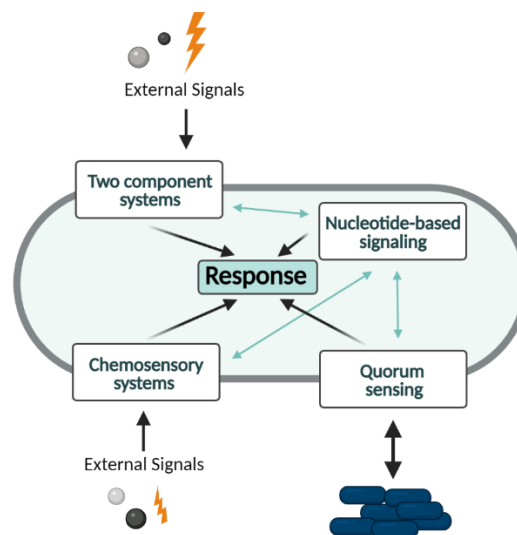 External Signals
Two component
systems
Nucleotide-based
signaling
Response
Chemosensory
systems
Quorum
sensing
External Signals